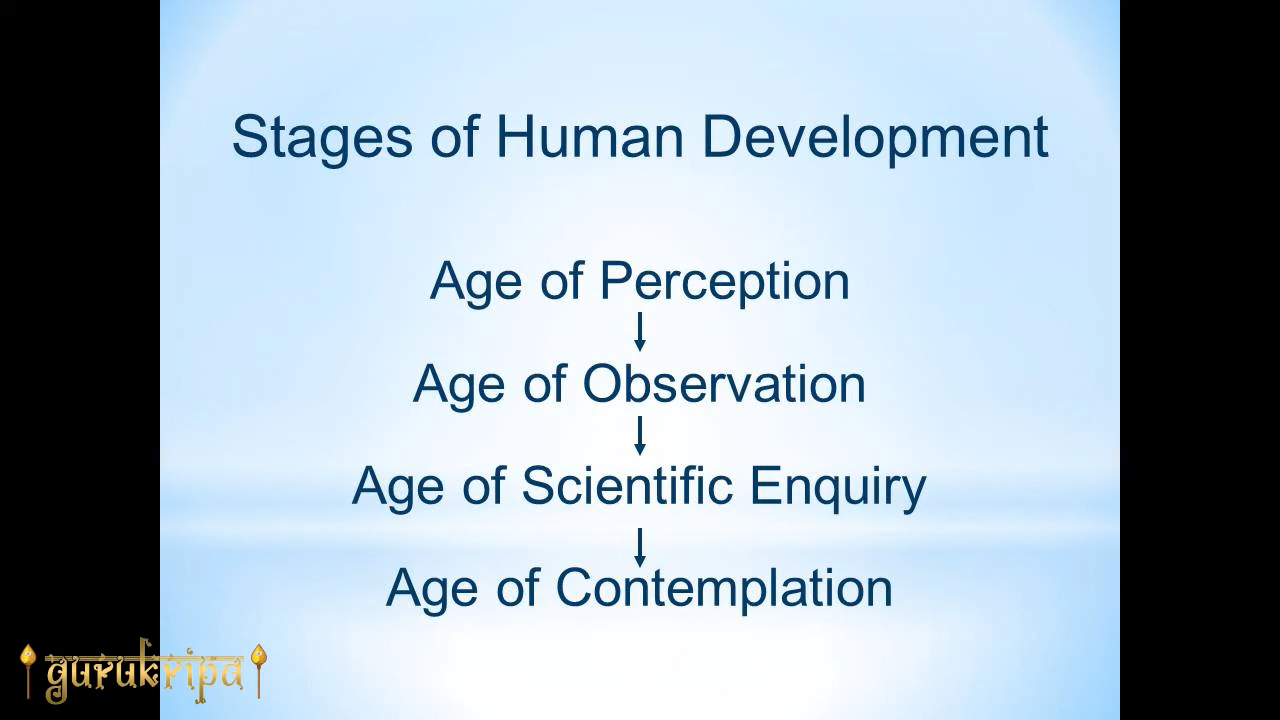 Stages of Human Development
Age of Perception
Age of Observation
Age of Scientific Enquiry
Age of Contemplation
gurukripa